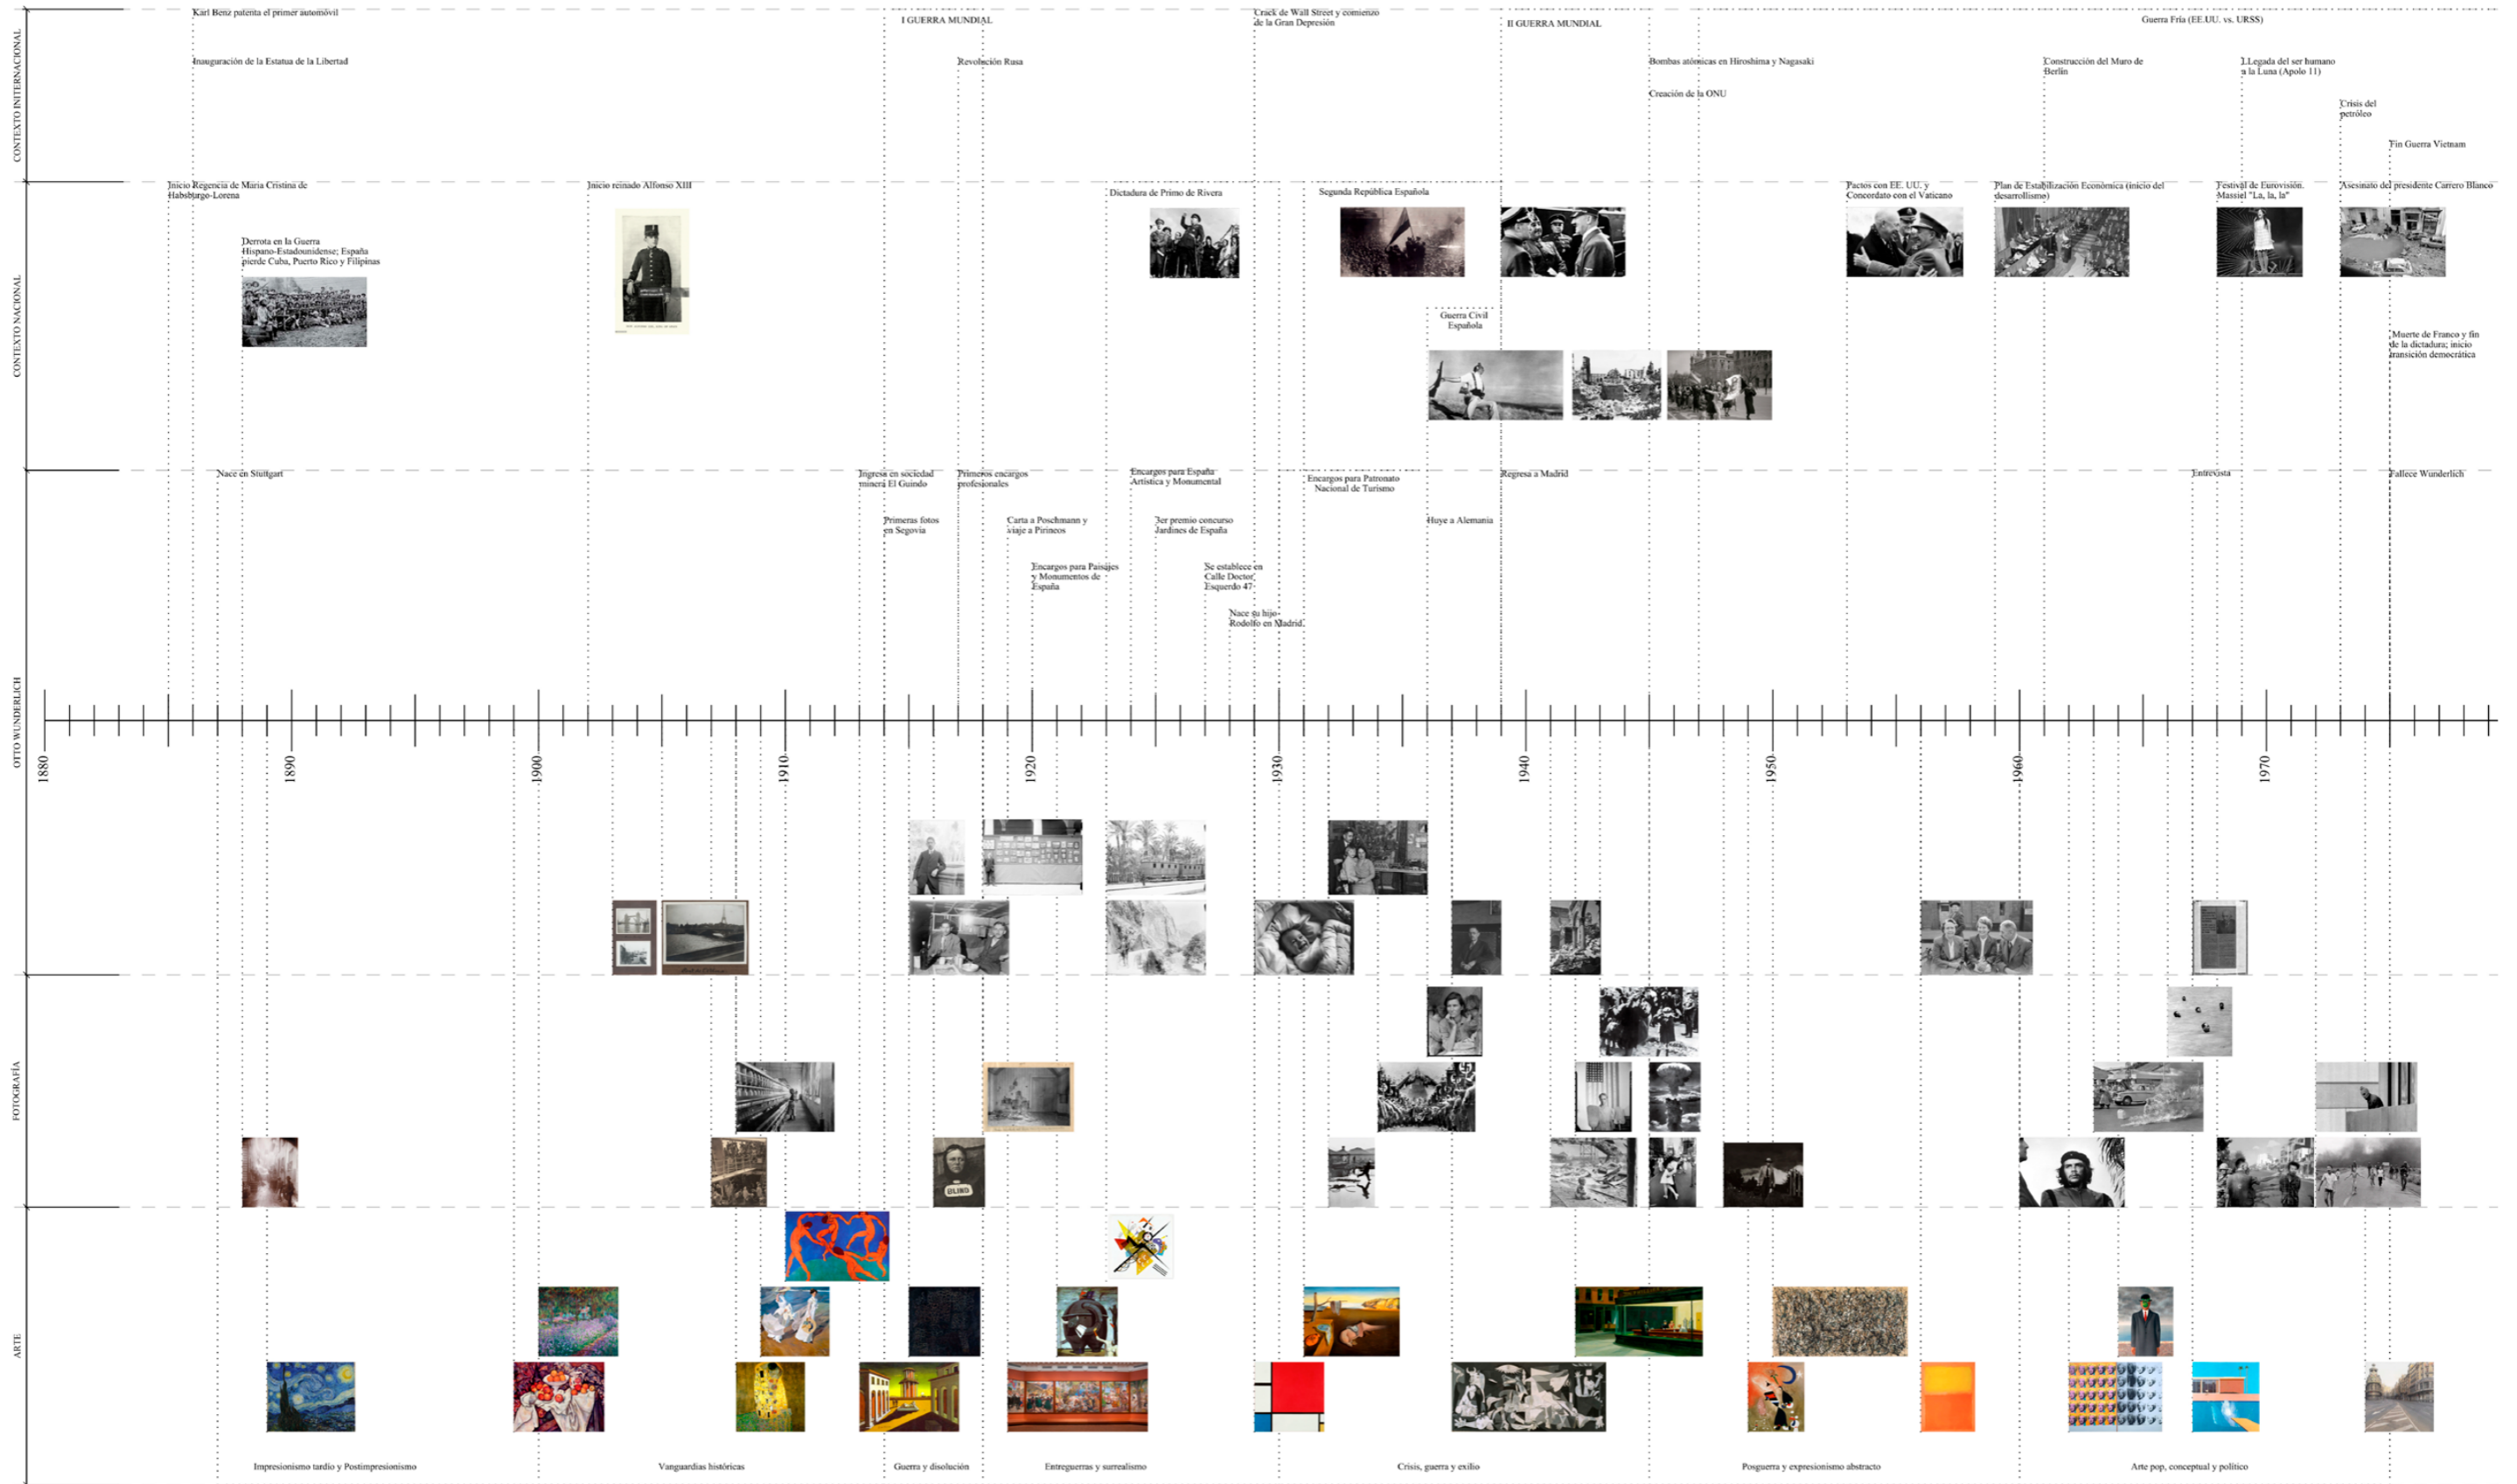 CONTEXTO INITERNACIONAL
Karl Benz patenta el primer automóvil
Inauguración de la Estatua de la Libertad
I GUERRA MUNDIAL
Revolución Rusa
Crack de Wall Street y comienzo
de la Gran Depresión
II GUERRA MUNDIAL
Bombas atómicas en Hiroshima y Nagasaki
Creación de la ONU
Guerra Fría (EE.UU. vs. URSS)
Construcción del Muro de
Berlín
LLegada del ser humano
a la Luna (Apolo 11)
Crisis del
petróleo
Fin Guerra Vietnam
CONTEXTO NACIONAL
Inicio Regencia de María Cristina de
Habsburgo-Lorena
Derrota en la Guerra
Hispano-Estadounidense; España
pierde Cuba, Puerto Rico y Filipinas
Inicio reinado Alfonso XIII
Dictadura de Primo de Rivera
Segunda República Española
Guerra Civil
Española
Pactos con EE. UU. y
Concordato con el Vaticano
Plan de Estabilización Económica (inicio del
desarrollismo)
Festival de Eurovisión.
Massiel "La, la, la"
Asesinato del presidente Carrero Blanco
Muerte de Franco y fin
de la dictadura; inicio
transición democrática
OTTO WUNDERLICH
Nace en Stuttgart
Ingresa en sociedad
minera El Guindo
Primeras fotos
en Segovia
Primeros encargos
profesionales
Carta a Poschmann y
viaje a Pirineos
Encargos para Paisajes
y Monumentos de
España
Encargos para España
Artística y Monumental
3er premio concurso
Jardines de España
Se establece en
Calle Doctor
Esquerdo 47
Nace su hijo
Rodolfo en Madrid
Encargos para Patronato
Nacional de Turismo
Huye a Alemania
Regresa a Madrid
Entrevista
Fallece Wunderlich
1880
1890
1900
1910
1920
1930
1940
1950
1960
1970
FOTOGRAFÍA
BLIND
ARTE
Impresionismo tardío y Postimpresionismo
Vanguardias históricas
Guerra y disolución
Entreguerras y surrealismo
Crisis, guerra y exilio
Posguerra y expresionismo abstracto
Arte pop, conceptual y político